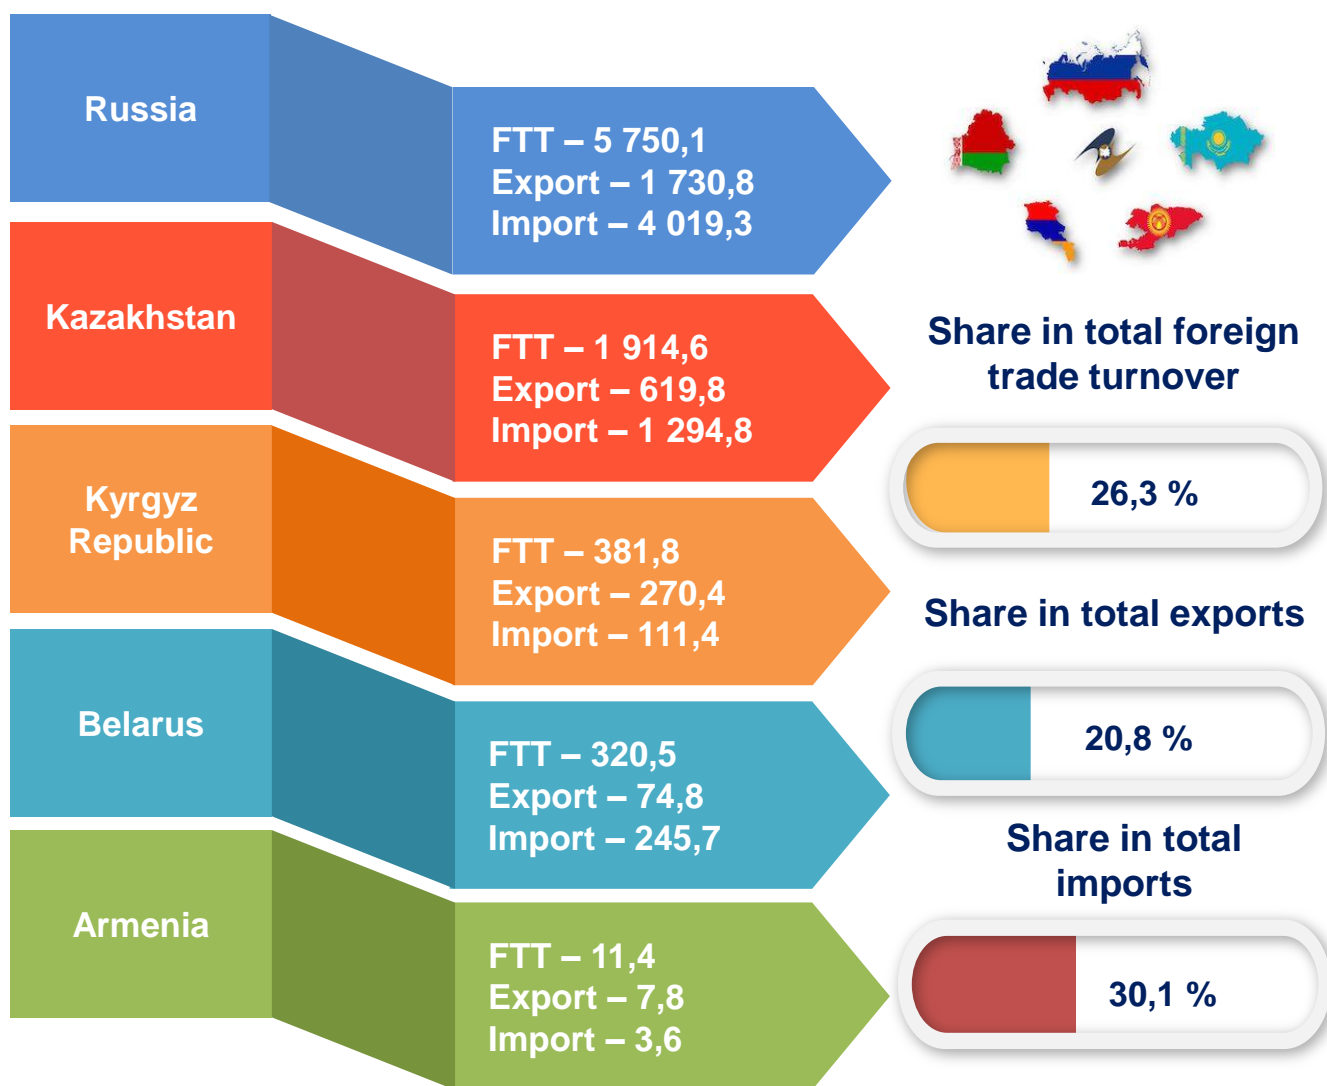 Russia
FTT – 5 750,1
Export – 1 730,8
Import – 4 019,3
Kazakhstan
FTT – 1 914,6
Export – 619,8
Import – 1 294,8
Kyrgyz
Republic
FTT – 381,8
Export – 270,4
Import – 111,4
Belarus
FTT – 320,5
Export – 74,8
Import – 245,7
Armenia
FTT – 11,4
Export – 7,8
Import – 3,6
Share in total foreign
trade turnover
26,3 %
Share in total exports
20,8 %
Share in total
imports
30,1 %